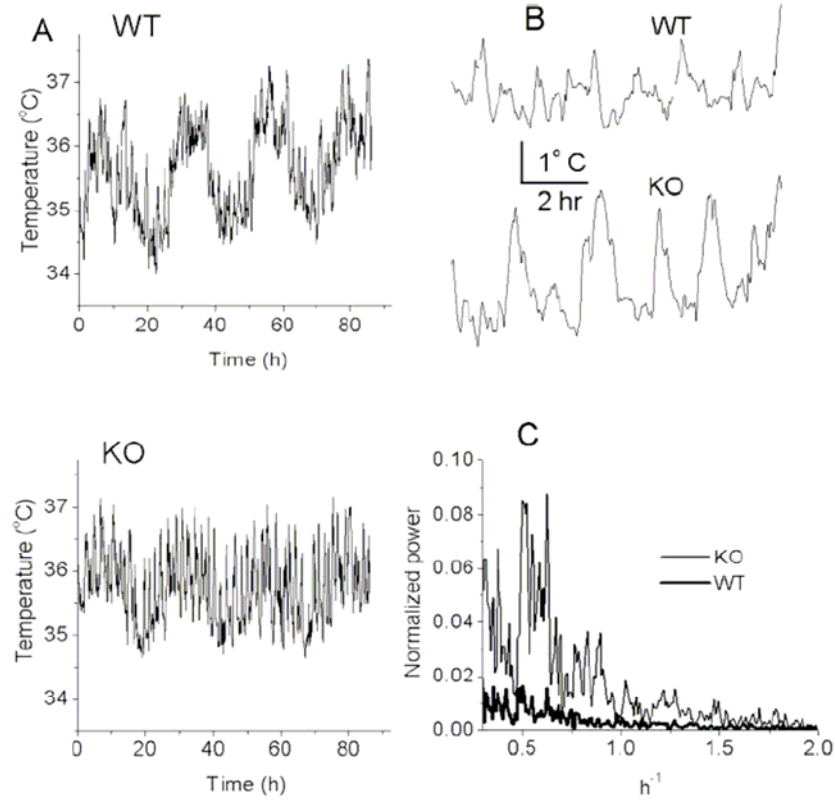 A
WT
Temperature (°C)
37
36
35
34
0 20 40 60 80
Time (h)
B
WT
1° C
2 hr
KO
KO
Temperature (°C)
37
36
35
34
0 20 40 60 80
Time (h)
C
Normalized power
0.10
0.08
0.06
0.04
0.02
0.00
KO
WT
0.5 1.0 1.5 2.0
h⁻¹